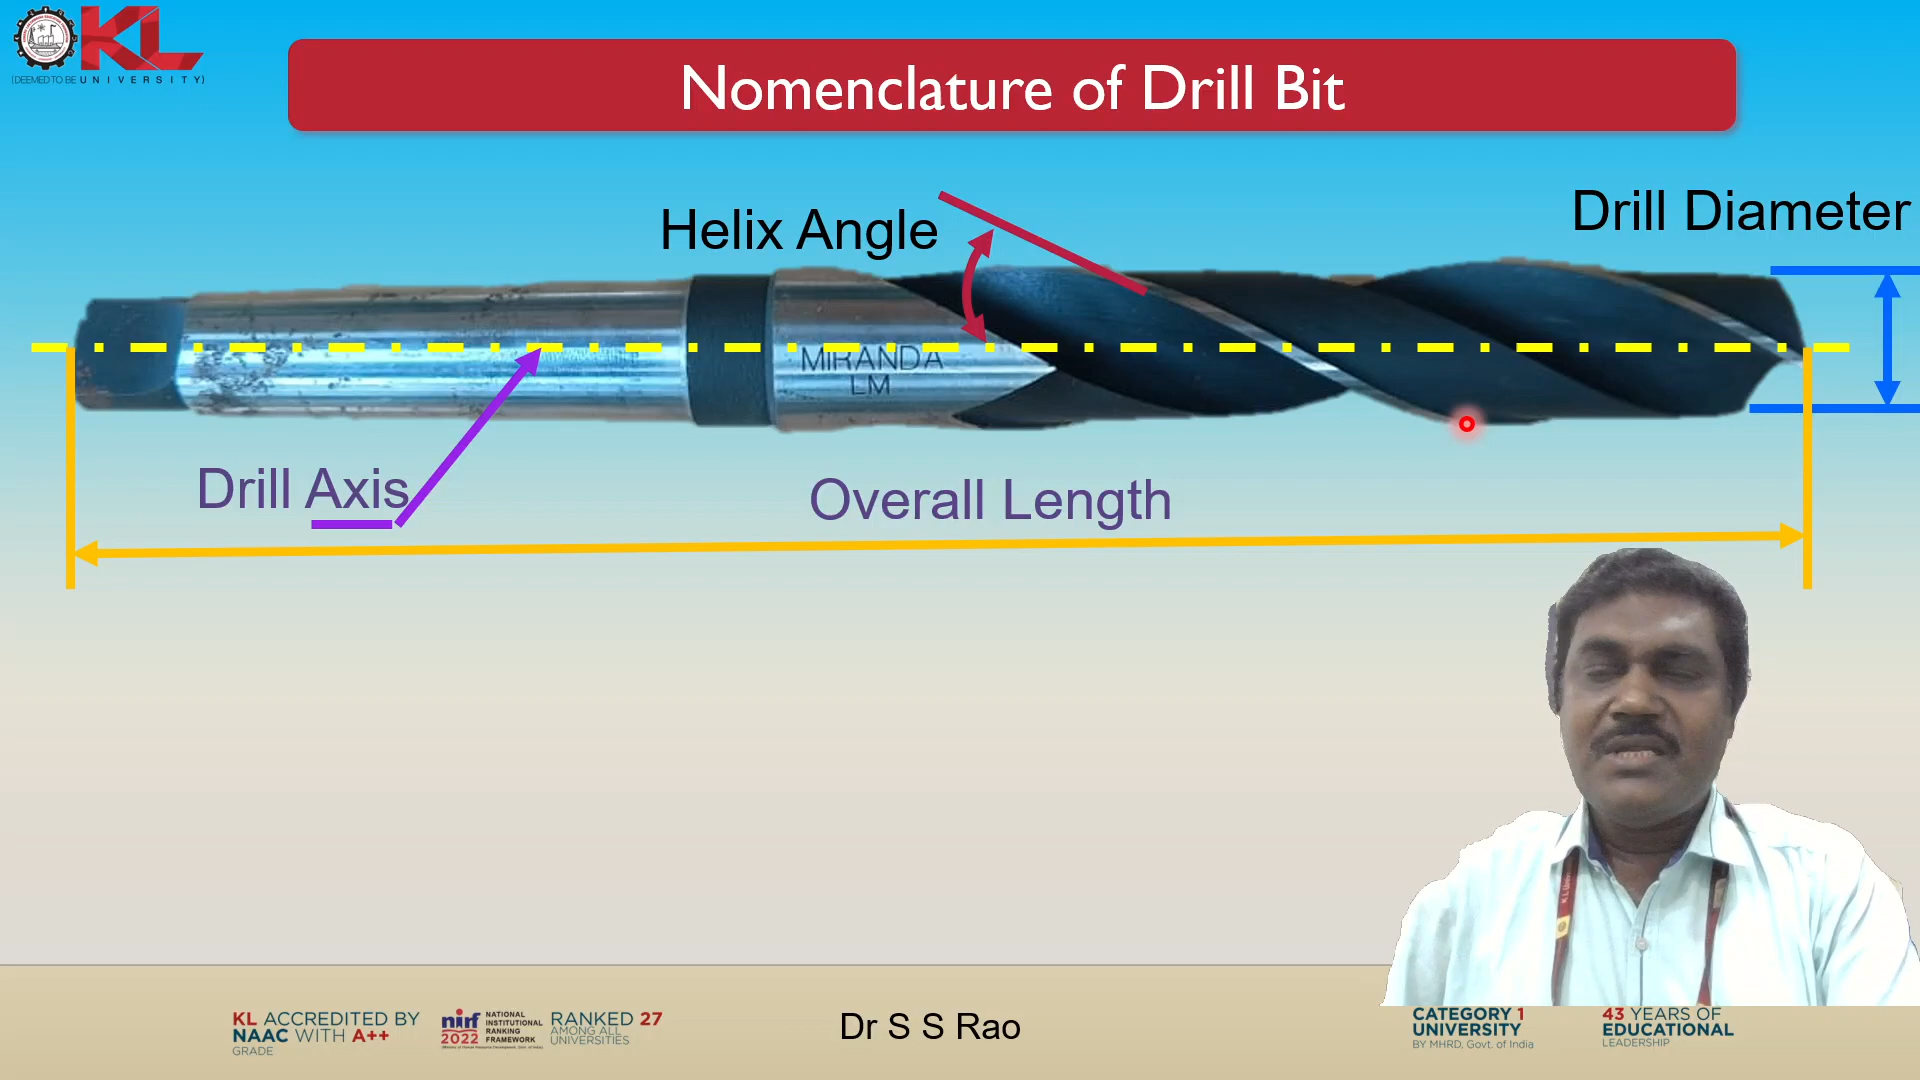 KL
(DEEMED TO BE UNIVERSITY)
Nomenclature of Drill Bit
Helix Angle
Drill Diameter
MIRANDA
LM
Drill Axis
Overall Length
KL ACCREDITED BY
NAAC WITH A++
GRADE
nirf
2022
NATIONAL
INSTITUTIONAL
RANKING
FRAMEWORK
RANKED 27
AMONG ALL
UNIVERSITIES
Dr S S Rao
CATEGORY 1
UNIVERSITY
BY MHRD, Govt. of India
43 YEARS OF
EDUCATIONAL
LEADERSHIP